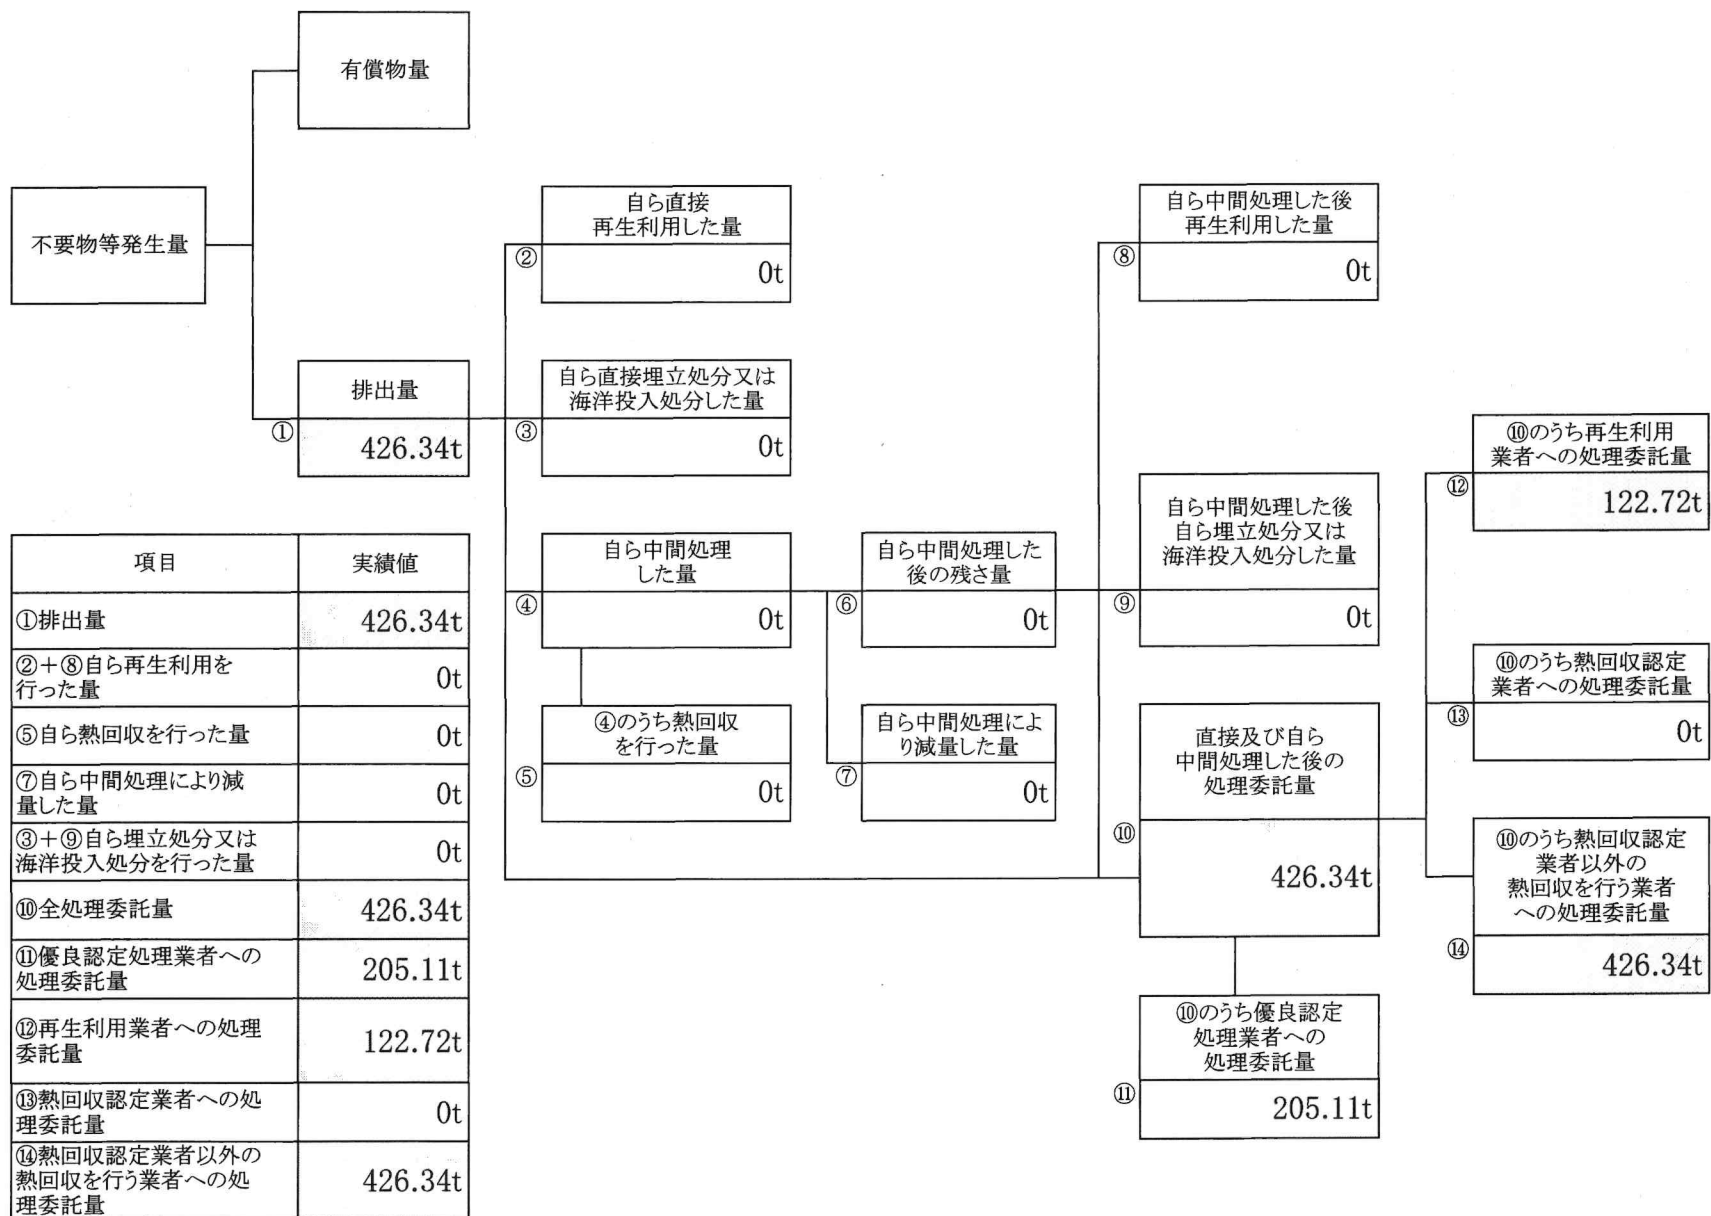 有償物量
不要物等発生量
自ら直接
再生利用した量
②
0t
自ら中間処理した後
再生利用した量
⑧
0t
排出量
①
426.34t
自ら直接埋立処分又は
海洋投入処分した量
③
0t
⑩のうち再生利用
業者への処理委託量
⑫
122.72t
自ら中間処理
した量
④
0t
自ら中間処理した
後の残さ量
⑥
0t
自ら中間処理した後
自ら埋立処分又は
海洋投入処分した量
⑨
0t
⑩のうち熱回収認定
業者への処理委託量
⑬
0t
④のうち熱回収
を行った量
⑤
0t
自ら中間処理によ
り減量した量
⑦
0t
直接及び自ら
中間処理した後の
処理委託量
⑩
426.34t
⑩のうち熱回収認定
業者以外の
熱回収を行う業者
への処理委託量
⑭
426.34t
⑩のうち優良認定
処理業者への
処理委託量
⑪
205.11t
項目 実績値
①排出量 426.34t
②+⑧自ら再生利用を
行った量 0t
⑤自ら熱回収を行った量 0t
⑦自ら中間処理により減
量した量 0t
③+⑨自ら埋立処分又は
海洋投入処分を行った量 0t
⑩全処理委託量 426.34t
⑪優良認定処理業者への
処理委託量 205.11t
⑫再生利用業者への処理
委託量 122.72t
⑬熱回収認定業者への処
理委託量 0t
⑭熱回収認定業者以外の
熱回収を行う業者への処
理委託量 426.34t